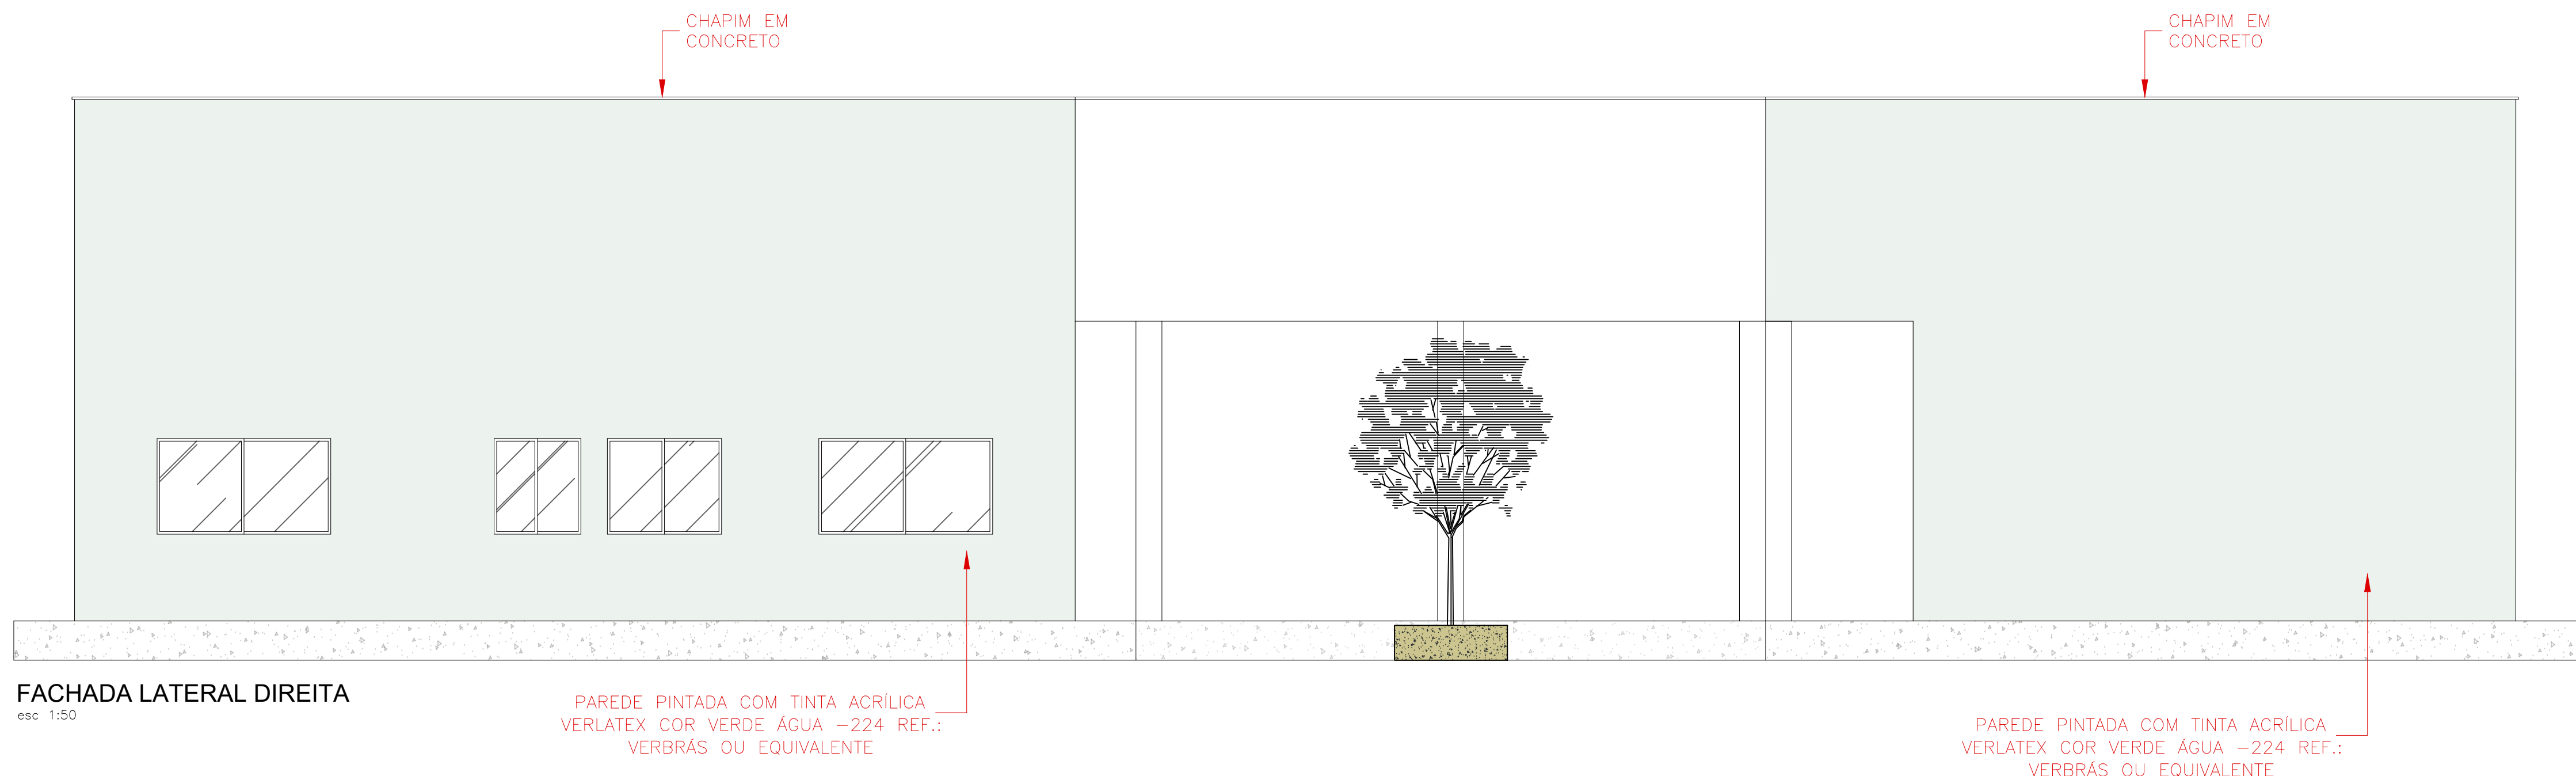 CHAPIM EM
CONCRETO
CHAPIM EM
CONCRETO
FACHADA LATERAL DIREITA
esc 1:50
PAREDE PINTADA COM TINTA ACRÍLICA
VERLATEX COR VERDE ÁGUA -224 REF.:
VERBRÁS OU EQUIVALENTE
PAREDE PINTADA COM TINTA ACRÍLICA
VERLATEX COR VERDE ÁGUA -224 REF.:
VERBRÁS OU EQUIVALENTE